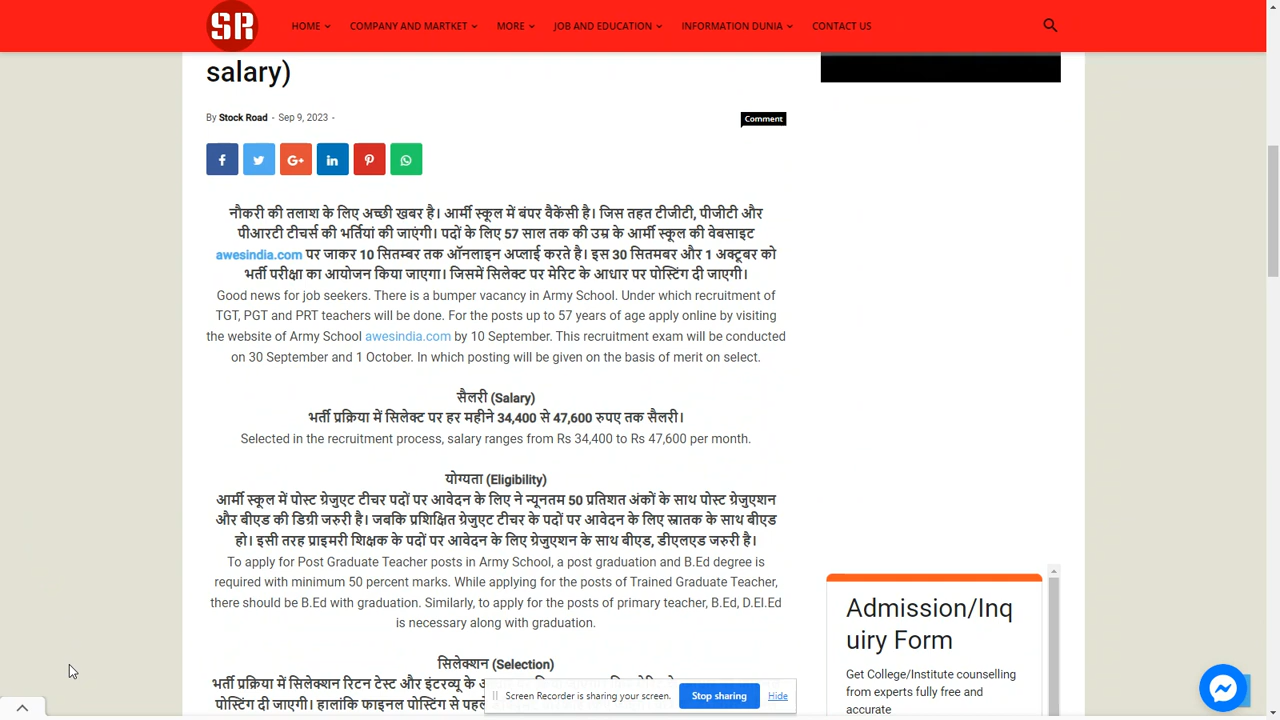 SR
HOME
COMPANY AND MARTKET
MORE
JOB AND EDUCATION
INFORMATION DUNIA
CONTACT US
salary)
By Stock Road - Sep 9, 2023 -
Comment
नौकरी की तलाश के लिए अच्छी खबर है। आर्मी स्कूल में बंपर वैकेंसी है। जिस तहत टीजीटी, पीजीटी और
पीआरटी टीचर्स की भर्तियां की जाएंगी। पदों के लिए 57 साल तक की उम्र के आर्मी स्कूल की वेबसाइट
awesindia.com पर जाकर 10 सितम्बर तक ऑनलाइन अप्लाई करते है। इस 30 सितमबर और 1 अक्टूबर को
भर्ती परीक्षा का आयोजन किया जाएगा। जिसमें सिलेक्ट पर मेरिट के आधार पर पोस्टिंग दी जाएगी।
Good news for job seekers. There is a bumper vacancy in Army School. Under which recruitment of
TGT, PGT and PRT teachers will be done. For the posts up to 57 years of age apply online by visiting
the website of Army School awesindia.com by 10 September. This recruitment exam will be conducted
on 30 September and 1 October. In which posting will be given on the basis of merit on select.
सैलरी (Salary)
भर्ती प्रक्रिया में सिलेक्ट पर हर महीने 34,400 से 47,600 रुपए तक सैलरी।
Selected in the recruitment process, salary ranges from Rs 34,400 to Rs 47,600 per month.
योग्यता (Eligibility)
आर्मी स्कूल में पोस्ट ग्रेजुएट टीचर पदों पर आवेदन के लिए ने न्यूनतम 50 प्रतिशत अंकों के साथ पोस्ट ग्रेजुएशन
और बीएड की डिग्री जरुरी है। जबकि प्रशिक्षित ग्रेजुएट टीचर के पदों पर आवेदन के लिए स्नातक के साथ बीएड
हो। इसी तरह प्राइमरी शिक्षक के पदों पर आवेदन के लिए ग्रेजुएशन के साथ बीएड, डीएलएड जरुरी है।
To apply for Post Graduate Teacher posts in Army School, a post graduation and B.Ed degree is
required with minimum 50 percent marks. While applying for the posts of Trained Graduate Teacher,
there should be B.Ed with graduation. Similarly, to apply for the posts of primary teacher, B.Ed, D.El.Ed
is necessary along with graduation.
सिलेक्शन (Selection)
भर्ती प्रक्रिया में सिलेक्शन रिटन टेस्ट और इंटरव्यू के
पोस्टिंग दी जाएगी। हालांकि फाइनल पोस्टिंग से पहले
Admission/Inq
uiry Form
Get College/Institute counselling
from experts fully free and
accurate
Screen Recorder is sharing your screen.
Stop sharing
Hide